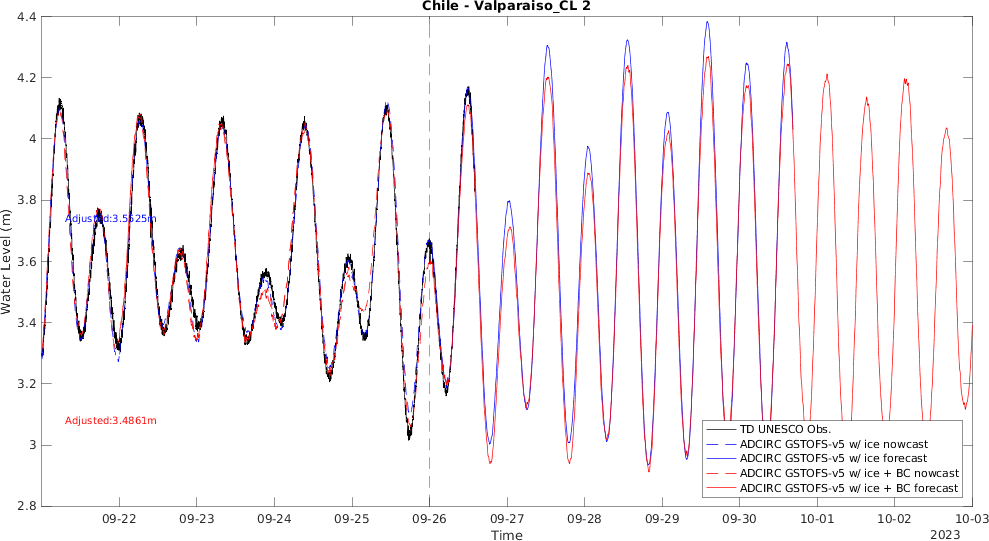 Chile - Valparaiso_CL 2
4.4
4.2
4
3.8
3.6
3.4
3.2
3
2.8
Water Level (m)
Adjusted:3.5525m
Adjusted:3.4861m
TD UNESCO Obs.
ADCIRC GSTOFS-v5 w/ ice nowcast
ADCIRC GSTOFS-v5 w/ ice forecast
ADCIRC GSTOFS-v5 w/ ice + BC nowcast
ADCIRC GSTOFS-v5 w/ ice + BC forecast
09-22 09-23 09-24 09-25 09-26 09-27 09-28 09-29 09-30 10-01 10-02 10-03
Time
2023